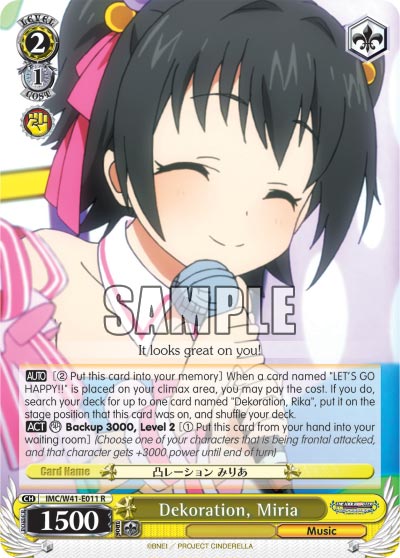 LEVEL
2
1
COST
SAMPLE
It looks great on you!
AUTO [② Put this card into your memory] When a card named "LET'S GO
HAPPY!!" is placed on your climax area, you may pay the cost. If you do,
search your deck for up to one card named "Dekoration, Rika", put it on the
stage position that this card was on, and shuffle your deck.
ACT Backup 3000, Level 2 [① Put this card from your hand into your
waiting room] (Choose one of your characters that is being frontal attacked,
and that character gets +3000 power until end of turn)
Card Name
凸レーション みりあ
CH IMC/W41-E011 R
POWER
1500
SOUL
Dekoration, Miria
Music
©BNEI / PROJECT CINDERELLA